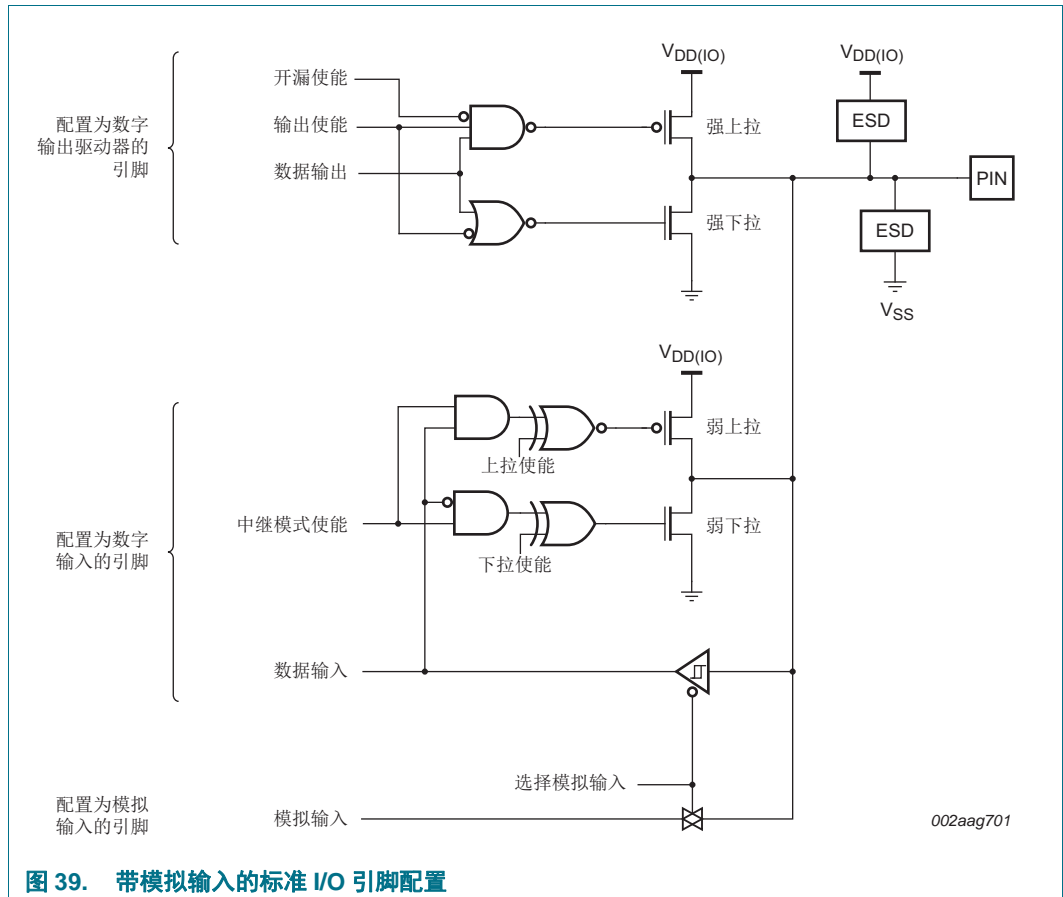 配置为数字
输出驱动器的
引脚
开漏使能
输出使能
数据输出
VDD(IO)
强上拉
强下拉
VDD(IO)
ESD
PIN
ESD
VSS
配置为数字
输入的引脚
中继模式使能
上拉使能
下拉使能
VDD(IO)
弱上拉
弱下拉
数据输入
选择模拟输入
配置为模拟
输入的引脚
模拟输入
002aag701
图 39. 带模拟输入的标准 I/O 引脚配置